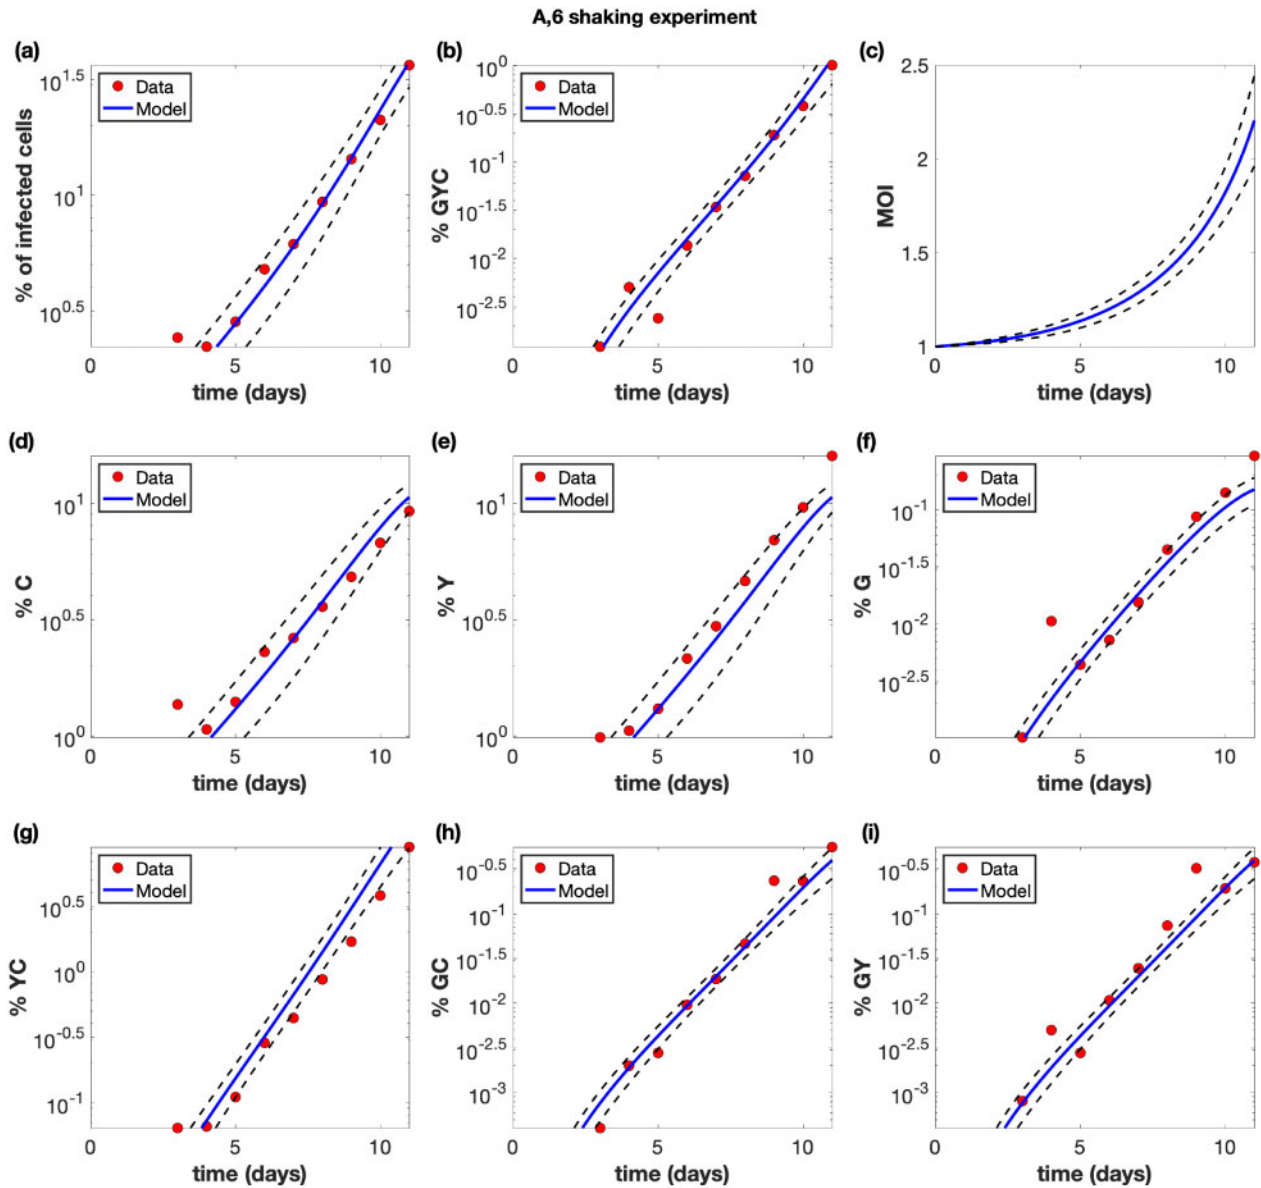 A,6 shaking experiment
(a)
(b)
(c)
10^1.5
10^1
10^0.5
% of infected cells
Data
Model
0 5 10
time (days)
10^0
10^-0.5
10^-1
10^-1.5
10^-2
10^-2.5
% GYC
Data
Model
0 5 10
time (days)
2.5
2
1.5
1
MOI
0 5 10
time (days)
(d)
(e)
(f)
10^1
10^0.5
10^0
% C
Data
Model
0 5 10
time (days)
10^1
10^0.5
10^0
% Y
Data
Model
0 5 10
time (days)
10^-1
10^-1.5
10^-2
10^-2.5
% G
Data
Model
0 5 10
time (days)
(g)
(h)
(i)
10^0.5
10^0
10^-0.5
10^-1
% YC
Data
Model
0 5 10
time (days)
10^-0.5
10^-1
10^-1.5
10^-2
10^-2.5
10^-3
% GC
Data
Model
0 5 10
time (days)
10^-0.5
10^-1
10^-1.5
10^-2
10^-2.5
10^-3
% GY
Data
Model
0 5 10
time (days)